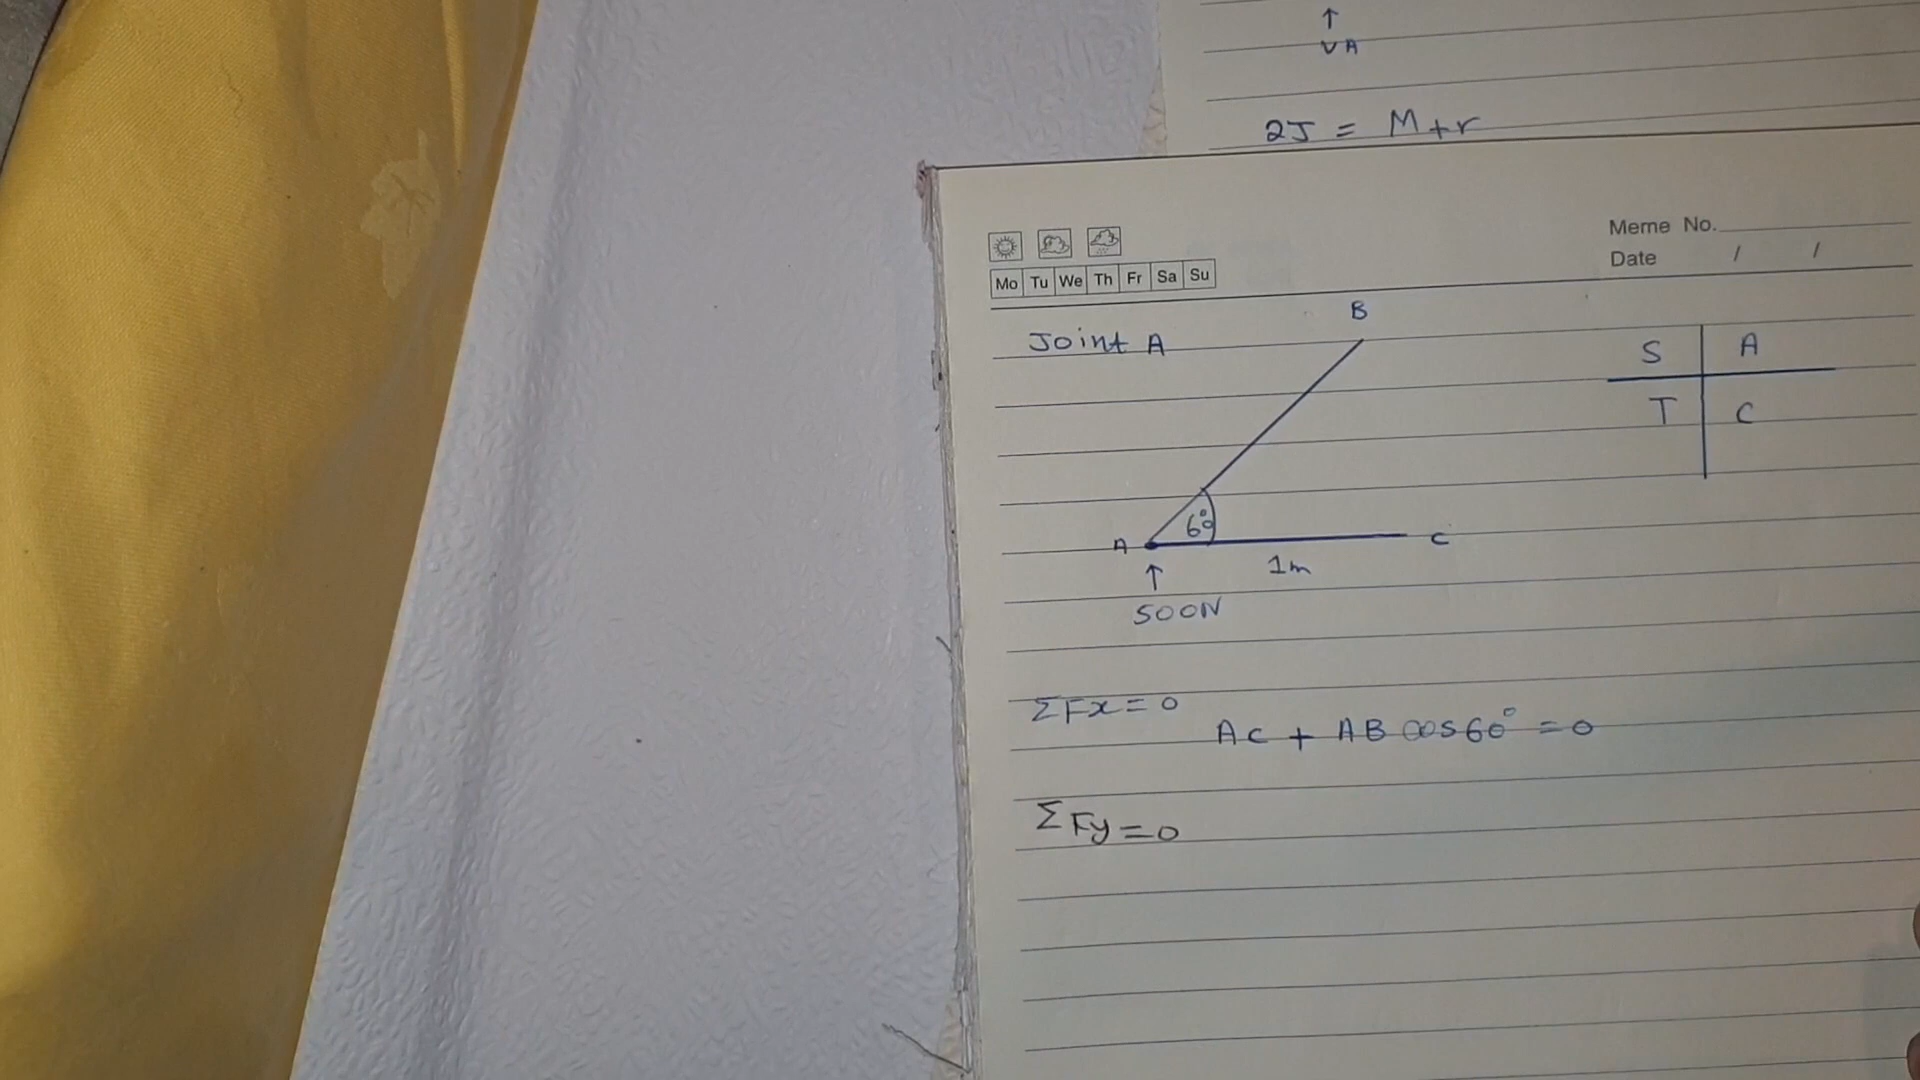 ↑
VA
2J = M+r
Meme No.
Date / /
Mo Tu We Th Fr Sa Su
Joint A
B
S A
T C
60°
A
C
1m
↑
500N
ΣFx=0
AC + AB cos60° = 0
ΣFy=0